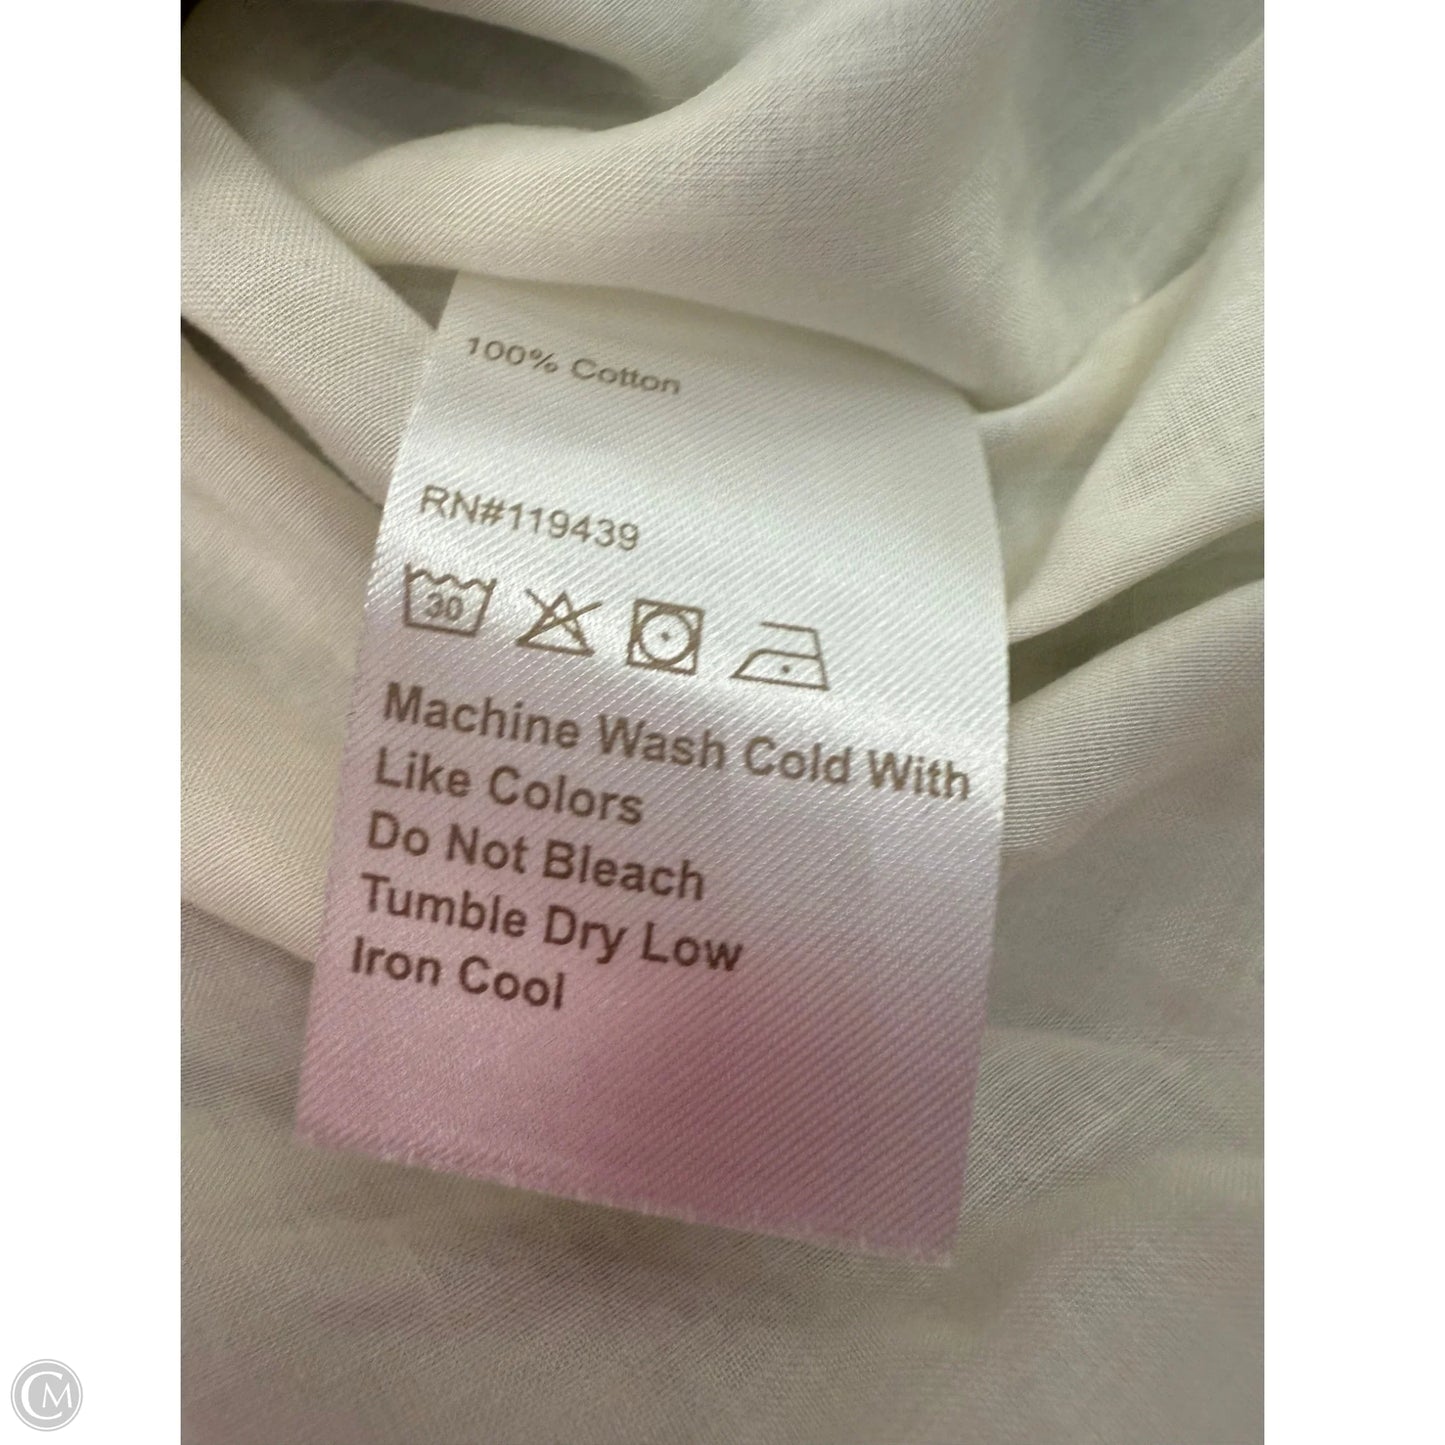 100% Cotton
RN#119439
30
Machine Wash Cold With
Like Colors
Do Not Bleach
Tumble Dry Low
Iron Cool
CM